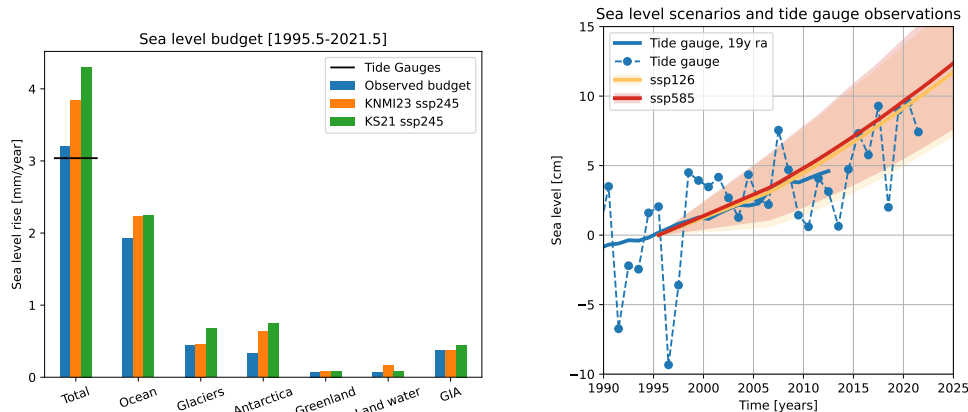 Sea level budget [1995.5-2021.5]
Sea level rise [mm/year]
4
3
2
1
0
Tide Gauges
Observed budget
KNMI23 ssp245
KS21 ssp245
Total
Ocean
Glaciers
Antarctica
Greenland
and water
GIA
Sea level scenarios and tide gauge observations
Sea level [cm]
15
10
5
0
−5
−10
Tide gauge, 19y ra
Tide gauge
ssp126
ssp585
1990 1995 2000 2005 2010 2015 2020 2025
Time [years]